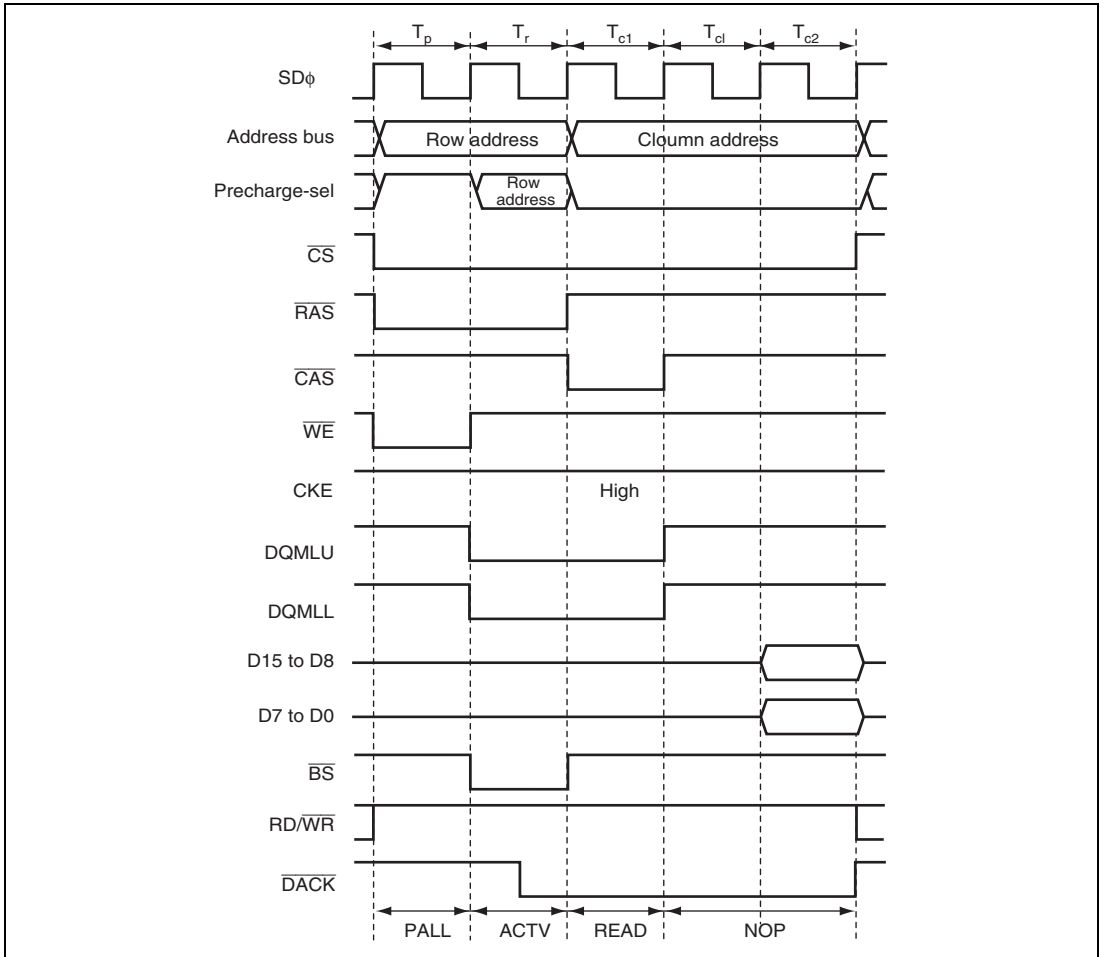 Tp Tr Tc1 Tcl Tc2
SDϕ
Address bus Row address Cloumn address
Precharge-sel Row address
CS
RAS
CAS
WE
CKE High
DQMLU
DQMLL
D15 to D8
D7 to D0
BS
RD/WR
DACK
PALL ACTV READ NOP